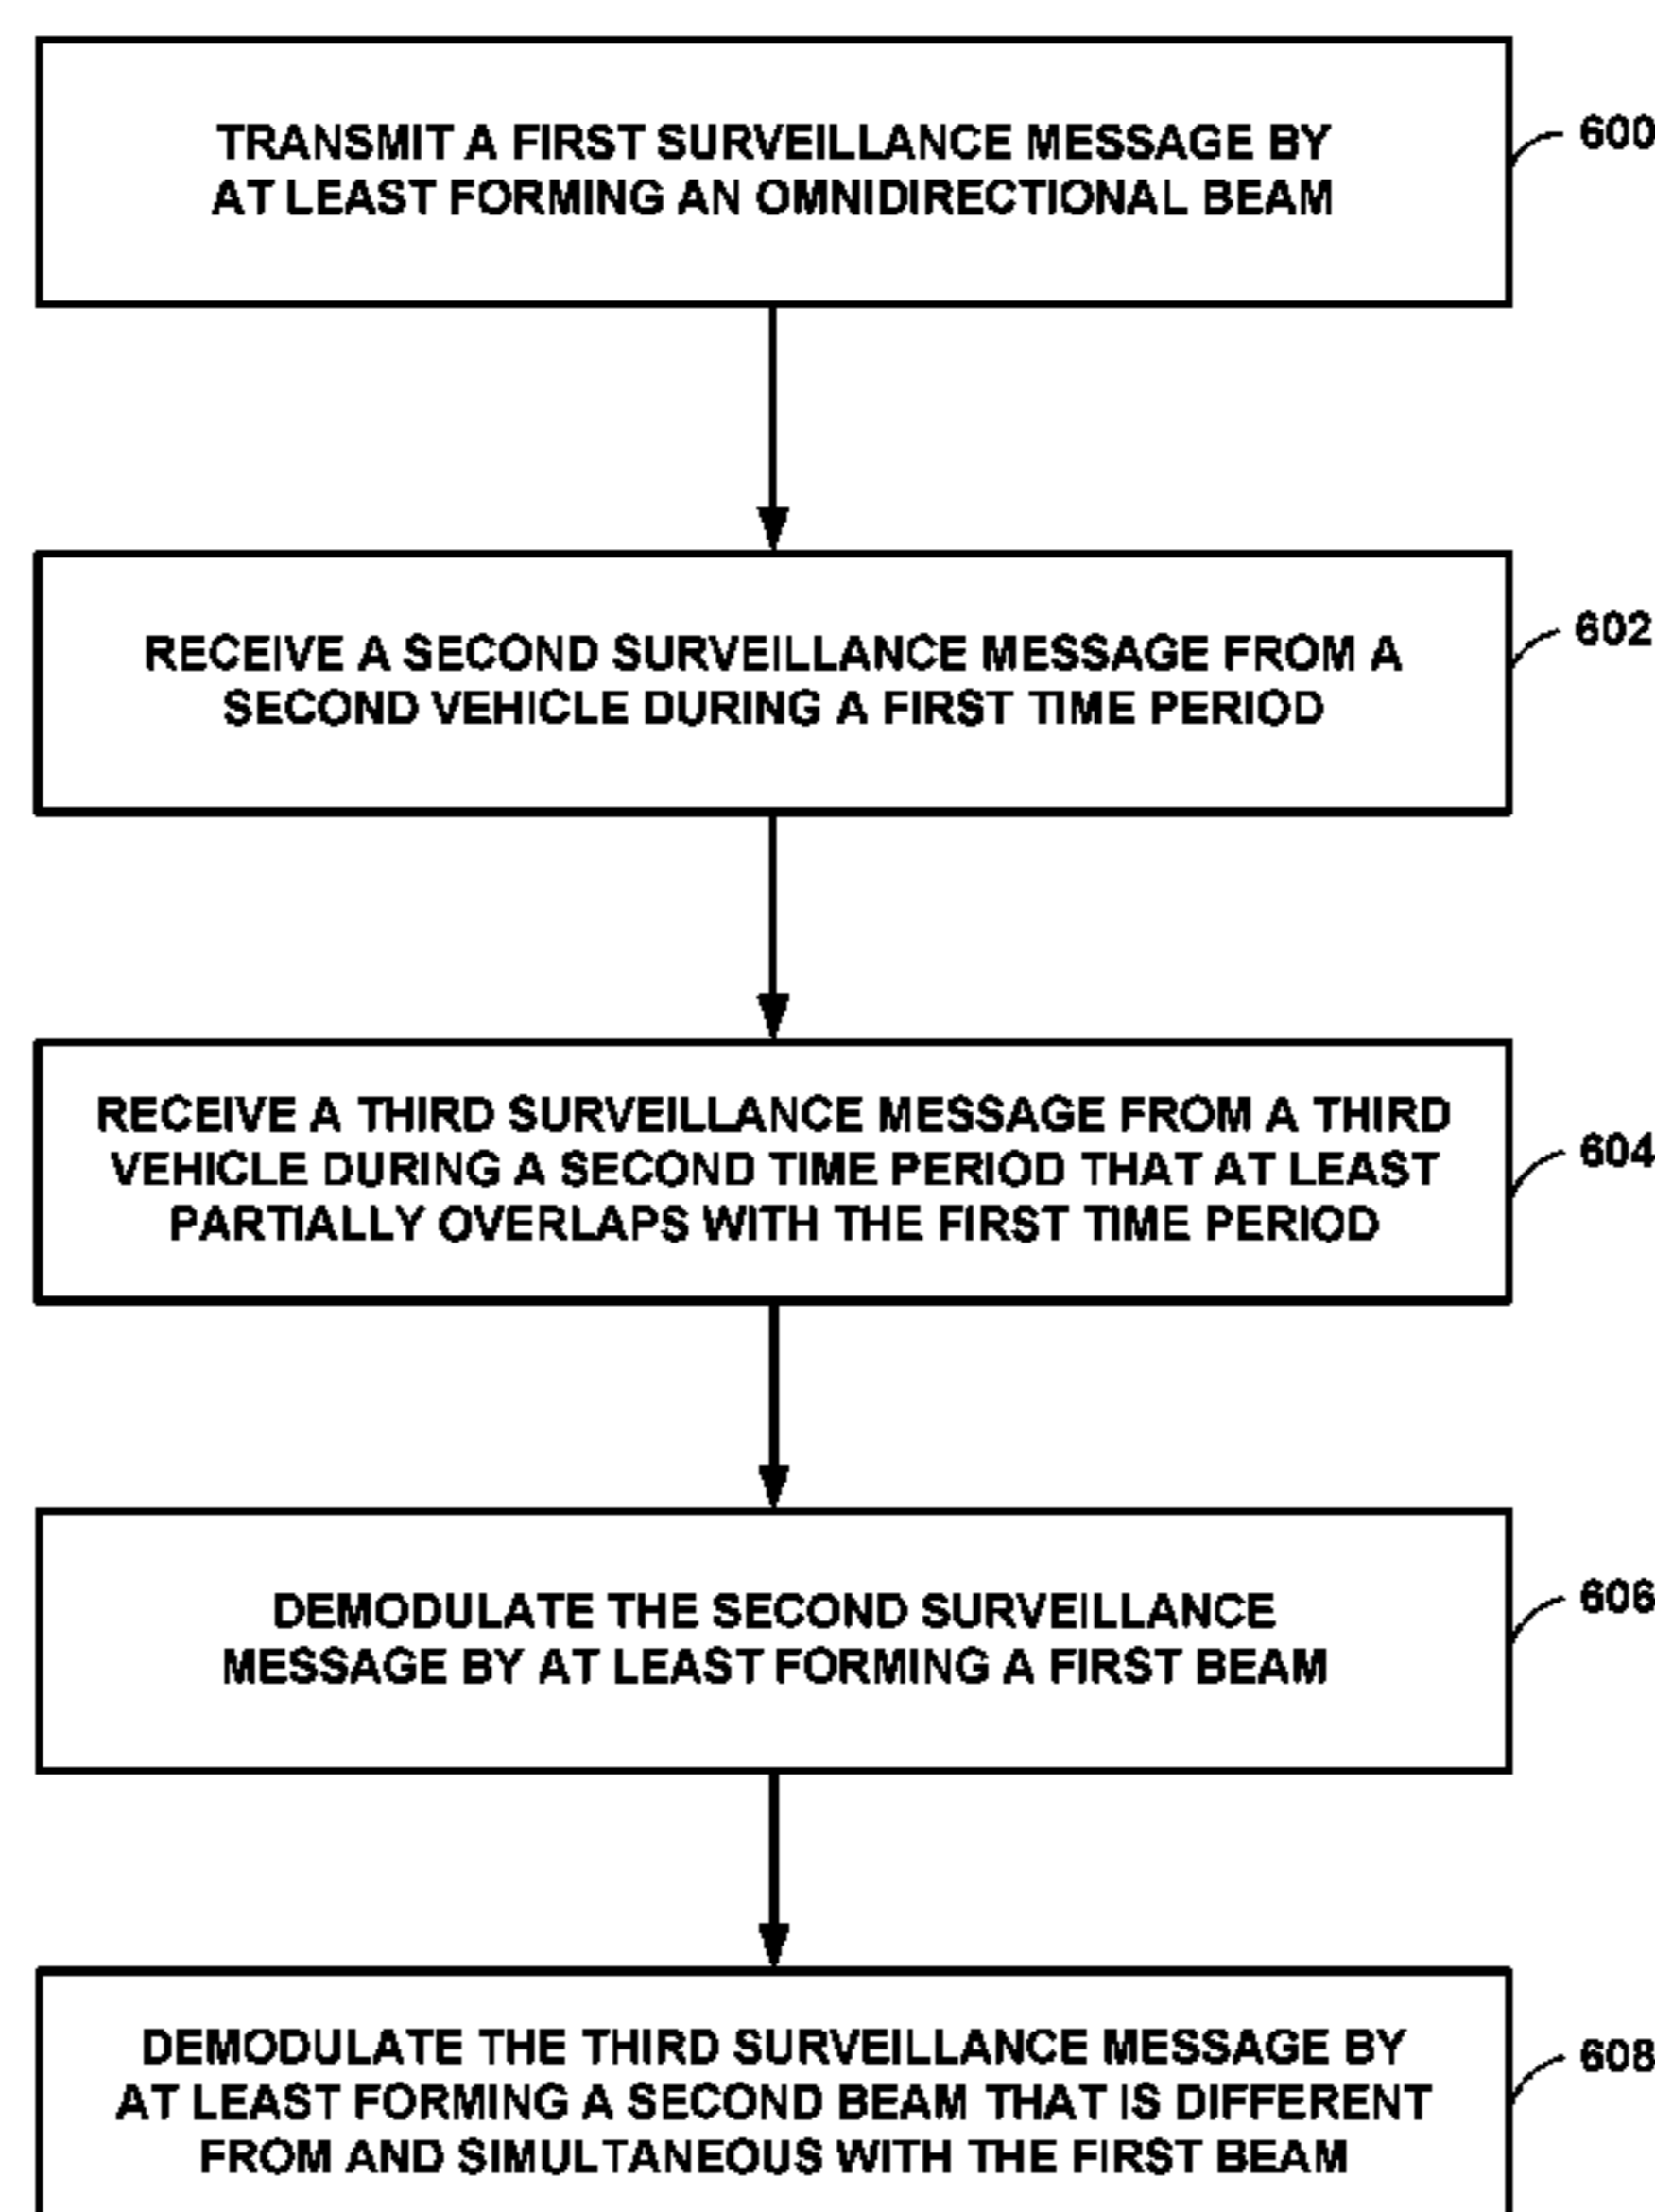 TRANSMIT A FIRST SURVEILLANCE MESSAGE BY
AT LEAST FORMING AN OMNIDIRECTIONAL BEAM
600
RECEIVE A SECOND SURVEILLANCE MESSAGE FROM A
SECOND VEHICLE DURING A FIRST TIME PERIOD
602
RECEIVE A THIRD SURVEILLANCE MESSAGE FROM A THIRD
VEHICLE DURING A SECOND TIME PERIOD THAT AT LEAST
PARTIALLY OVERLAPS WITH THE FIRST TIME PERIOD
604
DEMODULATE THE SECOND SURVEILLANCE
MESSAGE BY AT LEAST FORMING A FIRST BEAM
606
DEMODULATE THE THIRD SURVEILLANCE MESSAGE BY
AT LEAST FORMING A SECOND BEAM THAT IS DIFFERENT
FROM AND SIMULTANEOUS WITH THE FIRST BEAM
608